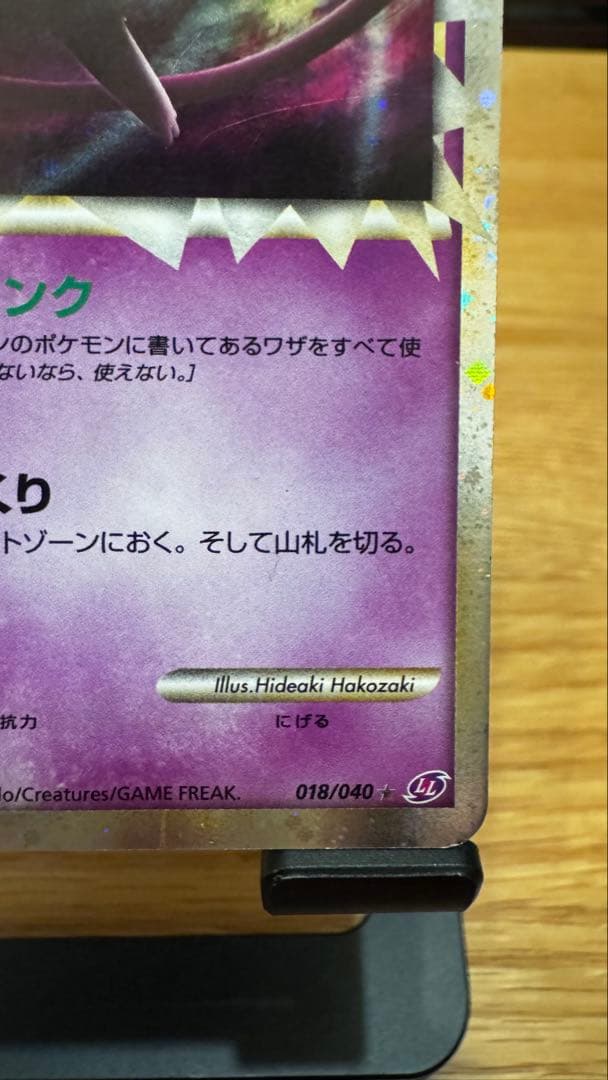 ンク
ンのポケモンに書いてあるワザをすべて使
ないなら、使えない。]
くり
トゾーンにおく。そして山札を切る。
Illus.Hideaki Hakozaki
抗力 にげる
do/Creatures/GAME FREAK. 018/040 LL